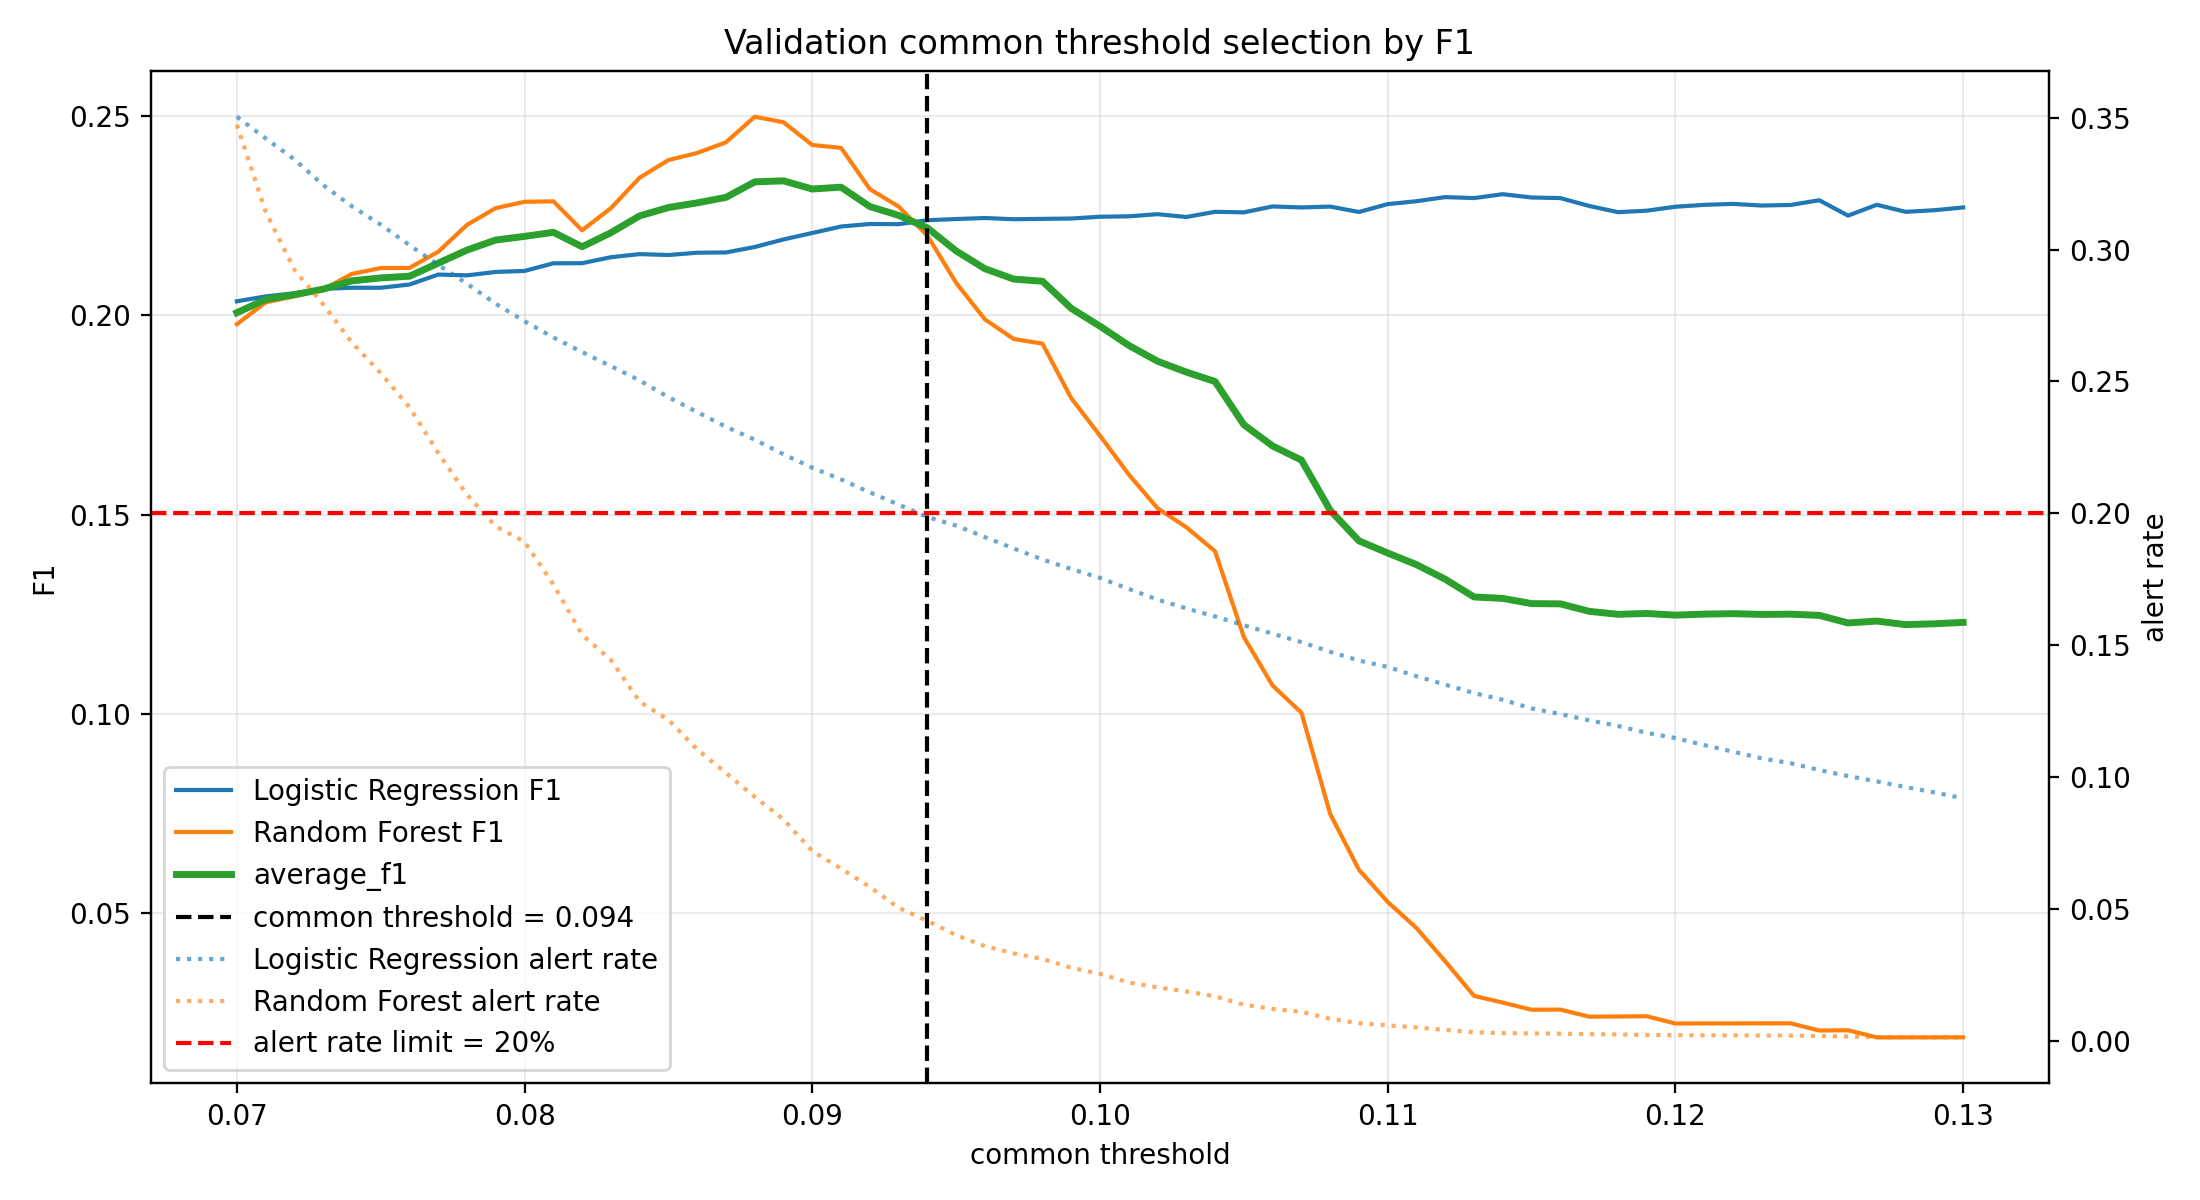 Validation common threshold selection by F1
0.25
0.20
0.15
0.10
0.05
F1
0.35
0.30
0.25
0.20
0.15
0.10
0.05
0.00
alert rate
Logistic Regression F1
Random Forest F1
average_f1
common threshold = 0.094
Logistic Regression alert rate
Random Forest alert rate
alert rate limit = 20%
0.07 0.08 0.09 0.10 0.11 0.12 0.13
common threshold